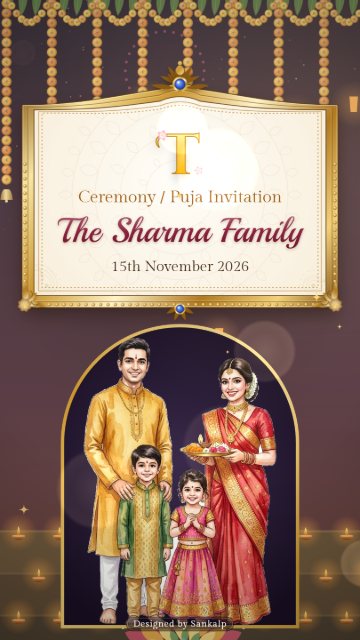 T
Ceremony / Puja Invitation
The Sharma Family
15th November 2026
Designed by Sankalp